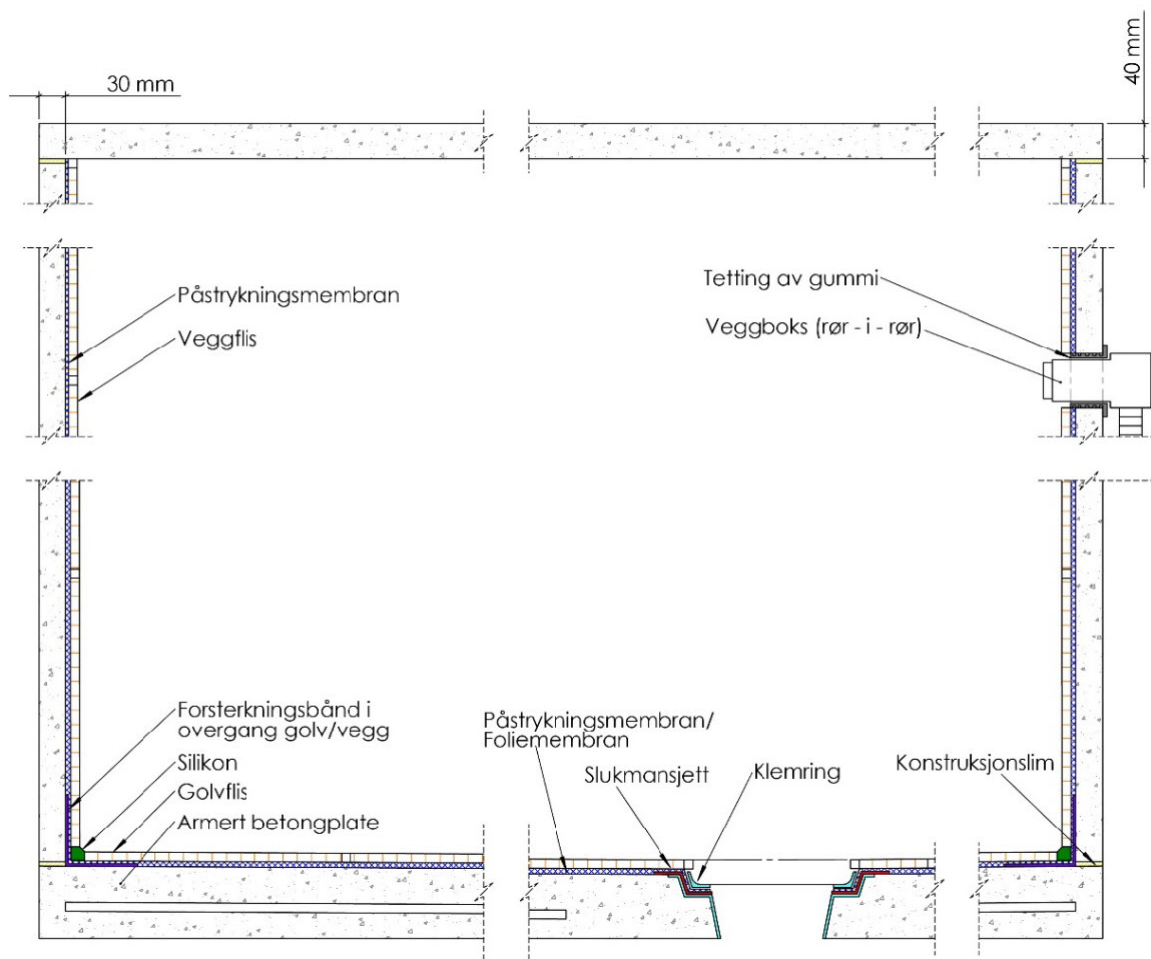 30 mm
40 mm
Påstrykningsmembran
Veggflis
Tetting av gummi
Veggboks (rør - i - rør)
Forsterkningsbånd i
overgang golv/vegg
Silikon
Golvflis
Armert betongplate
Påstrykningsmembran/
Foliemembran
Slukmansjett
Klemring
Konstruksjonslim